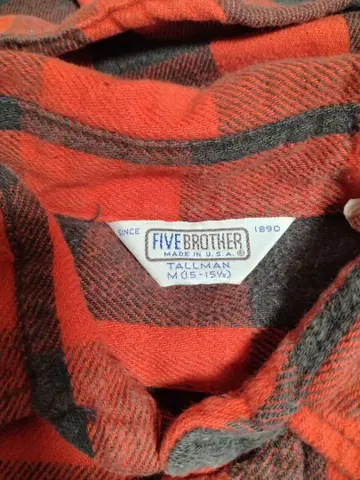 SINCE 1890
FIVE BROTHER
MADE IN U.S.A.®
TALLMAN
M(15-15½)